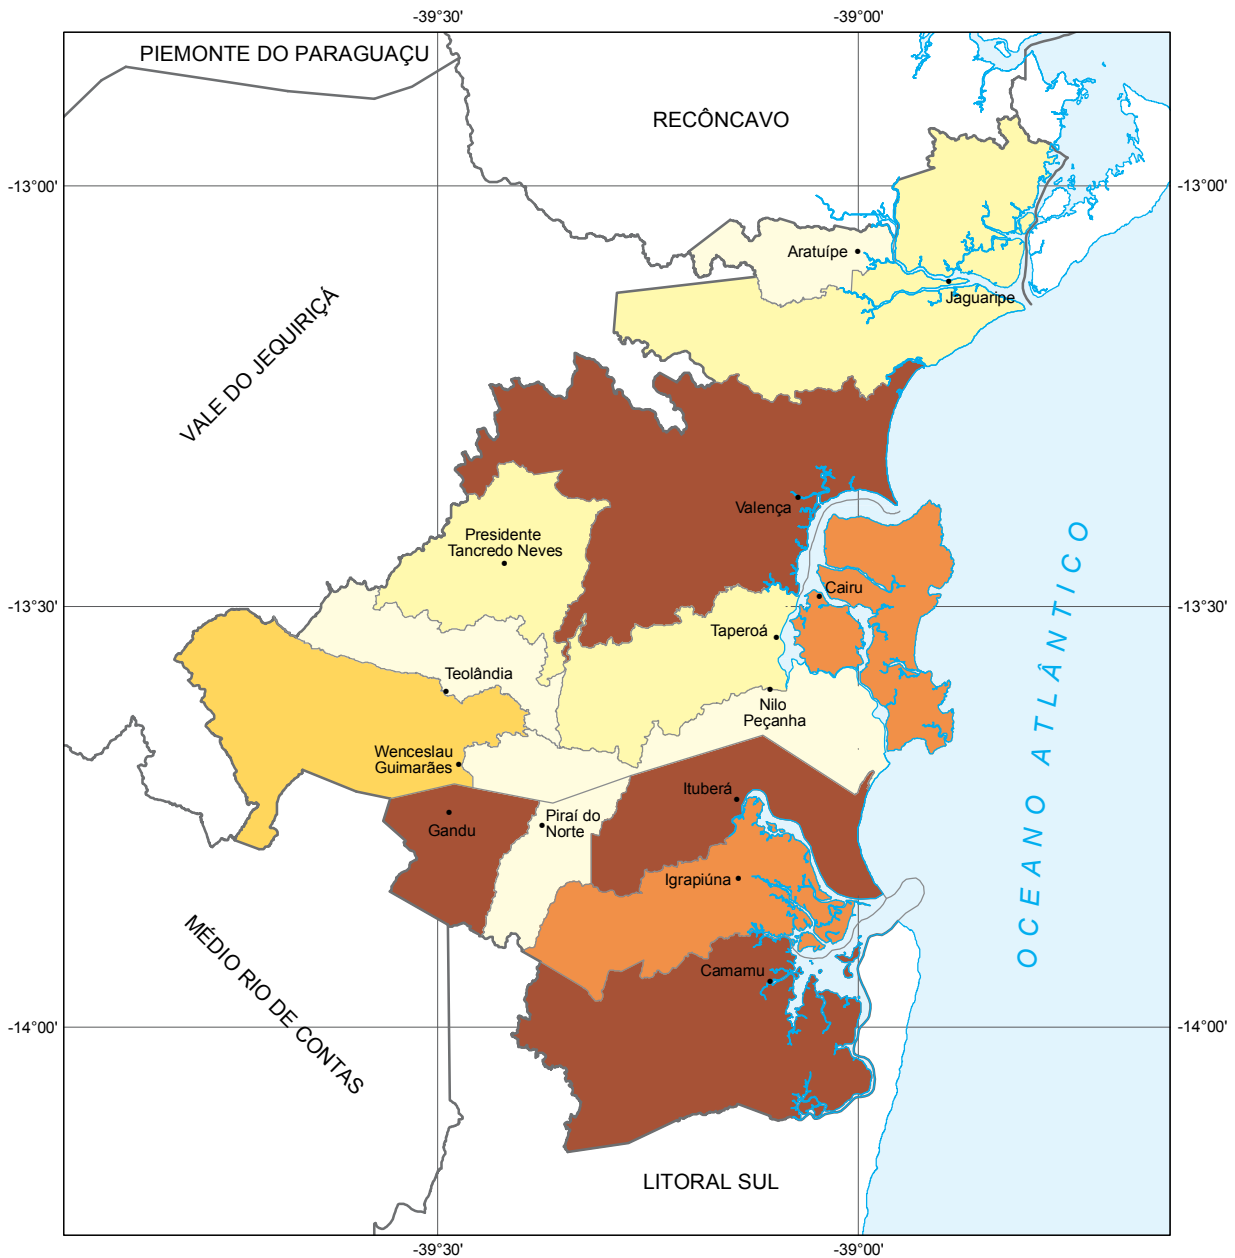 -39°30'
-39°00'
PIEMONTE DO PARAGUAÇU
RECÔNCAVO
-13°00'
-13°00'
Aratuípe
Jaguaripe
VALE DO JEQUIRIÇÁ
Valença
Presidente
Tancredo Neves
Cairu
-13°30'
-13°30'
Taperoá
Teolândia
Nilo
Peçanha
OCEANO ATLÂNTICO
Wenceslau
Guimarães
Ituberá
Gandu
Piraí do
Norte
Igrapiúna
MÉDIO RIO DE CONTAS
Camamu
-14°00'
-14°00'
LITORAL SUL
-39°30'
-39°00'